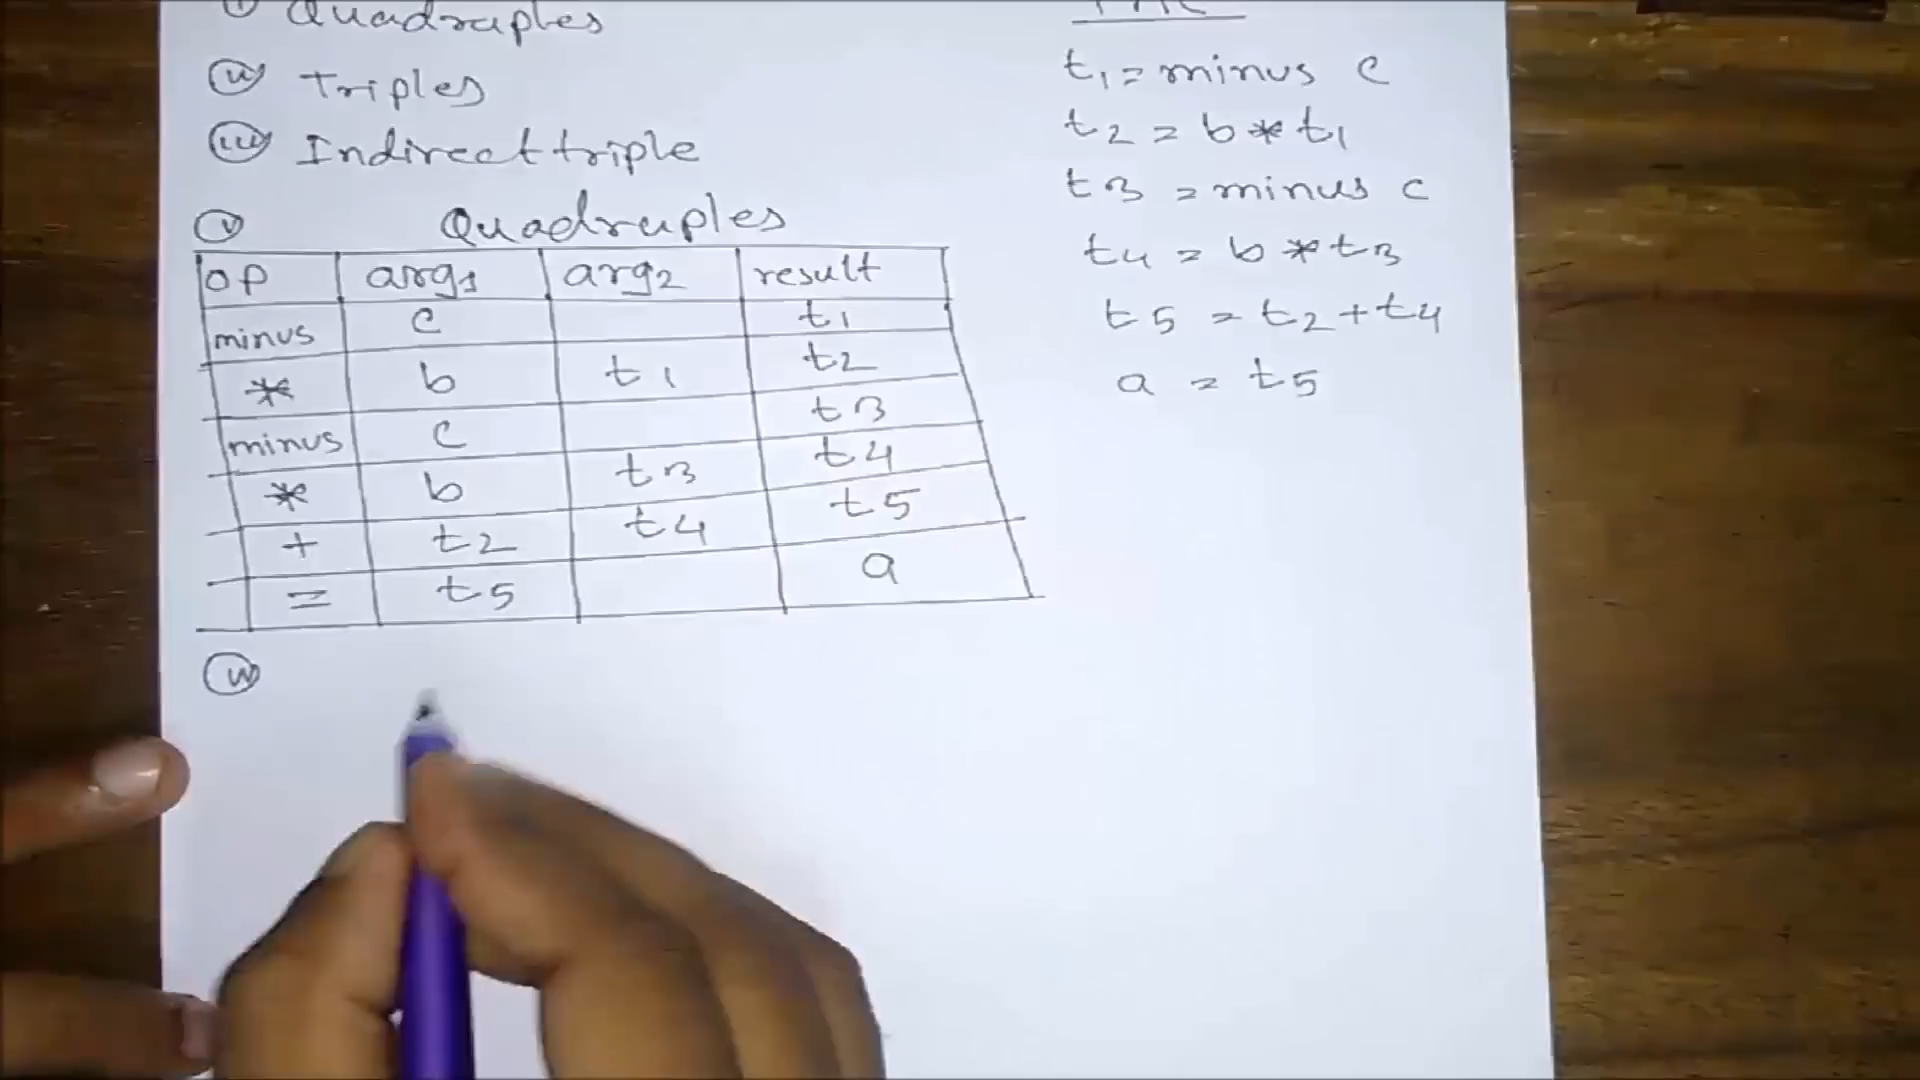 Quadruples
(ii) Triples
(iii) Indirect triple
(i) Quadruples
op arg1 arg2 result
minus c t1
* b t1 t2
minus c t3
* b t3 t4
+ t2 t4 t5
= t5 a
(ii)
t1 = minus c
t2 = b * t1
t3 = minus c
t4 = b * t3
t5 = t2 + t4
a = t5